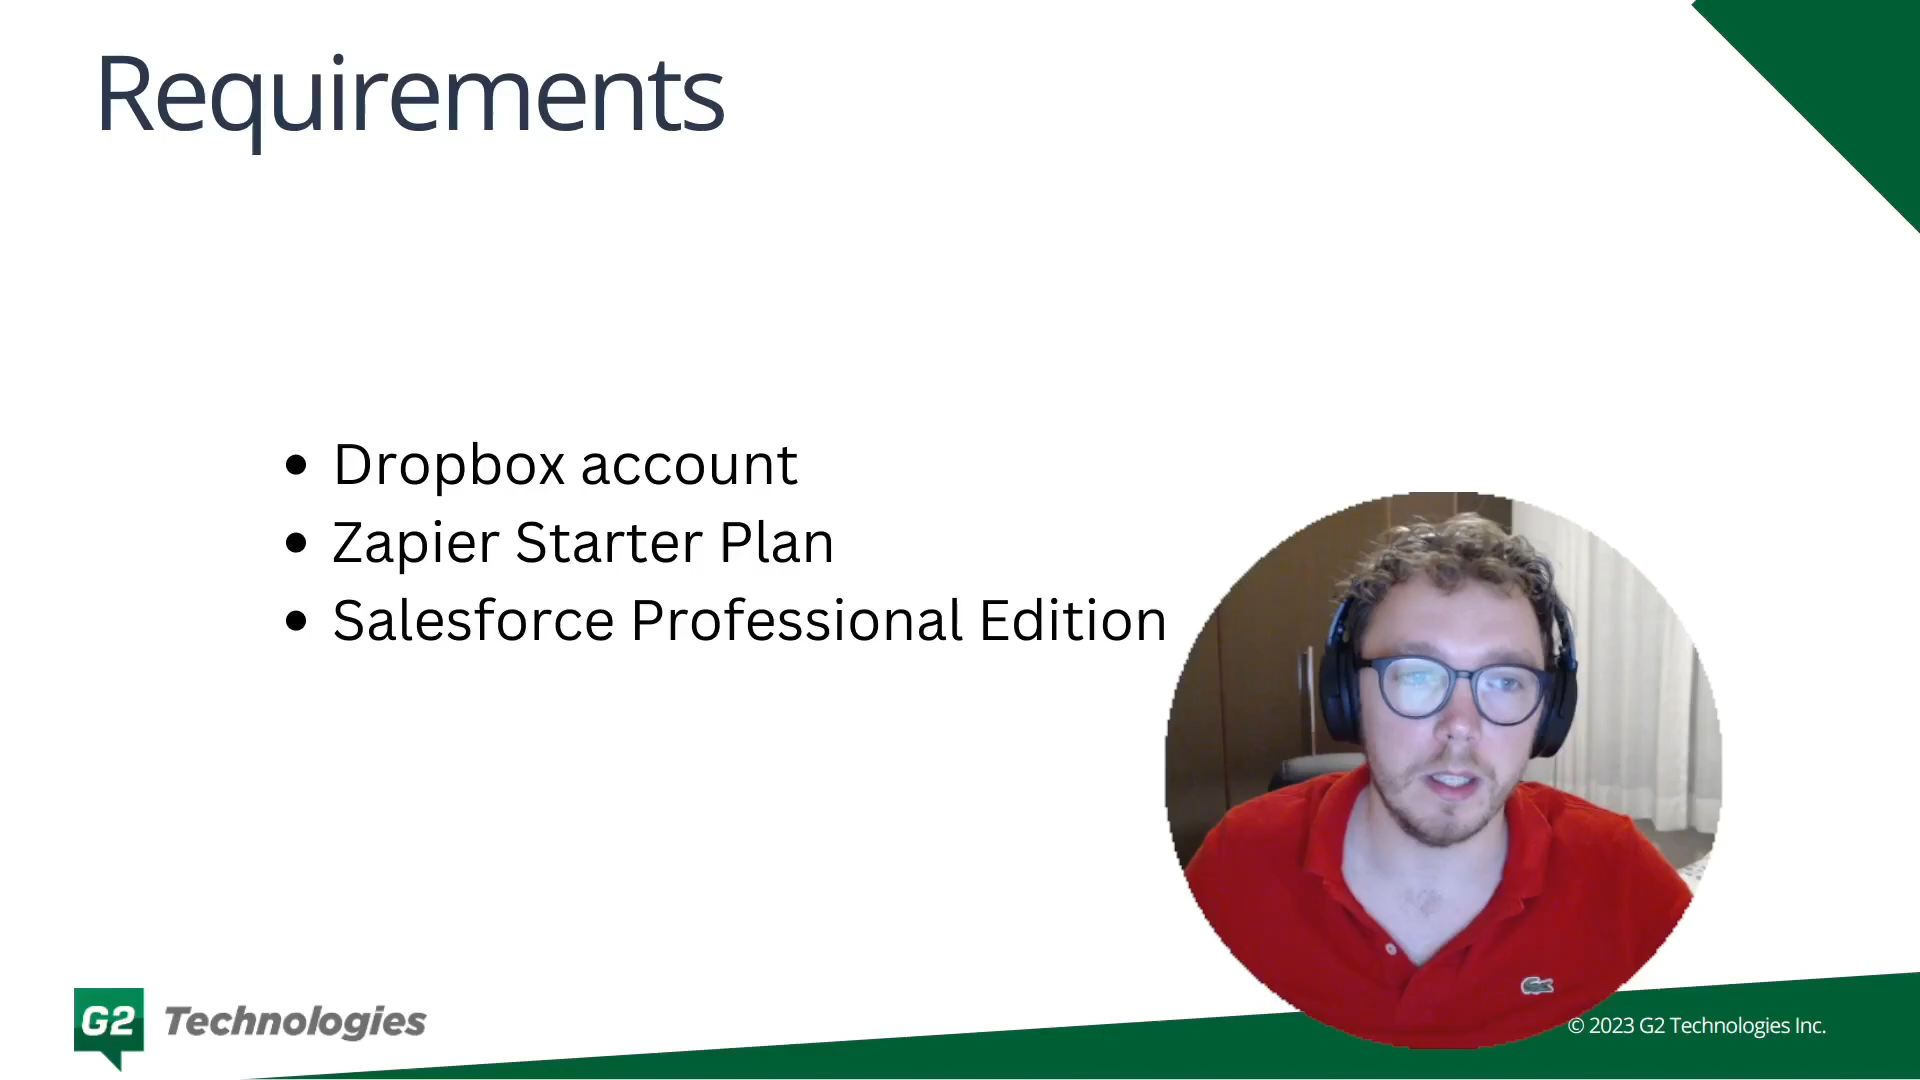 Requirements
• Dropbox account
• Zapier Starter Plan
• Salesforce Professional Edition
G2 Technologies
© 2023 G2 Technologies Inc.